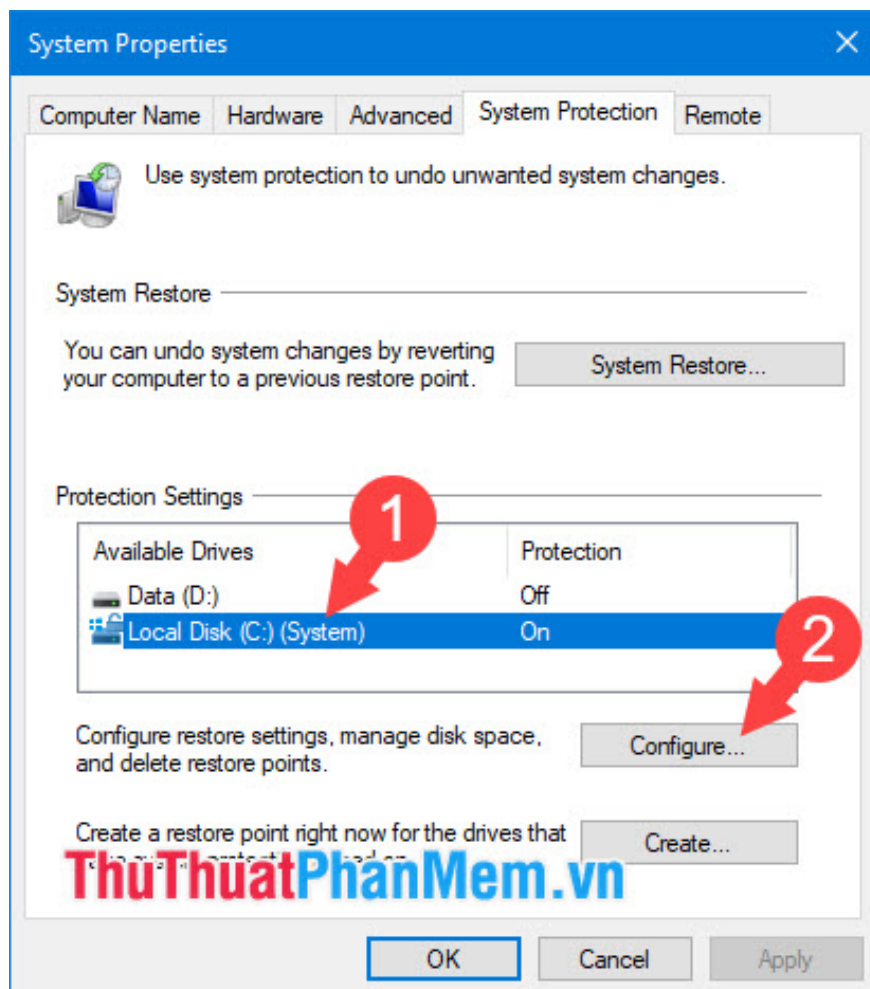 System Properties
Computer Name Hardware Advanced System Protection Remote
Use system protection to undo unwanted system changes.
System Restore
You can undo system changes by reverting
your computer to a previous restore point.
System Restore...
Protection Settings
1
Available Drives Protection
Data (D:) Off
Local Disk (C:) (System) On
2
Configure restore settings, manage disk space,
and delete restore points.
Configure...
Create a restore point right now for the drives that
Create...
ThuThuatPhanMem.vn
OK Cancel Apply